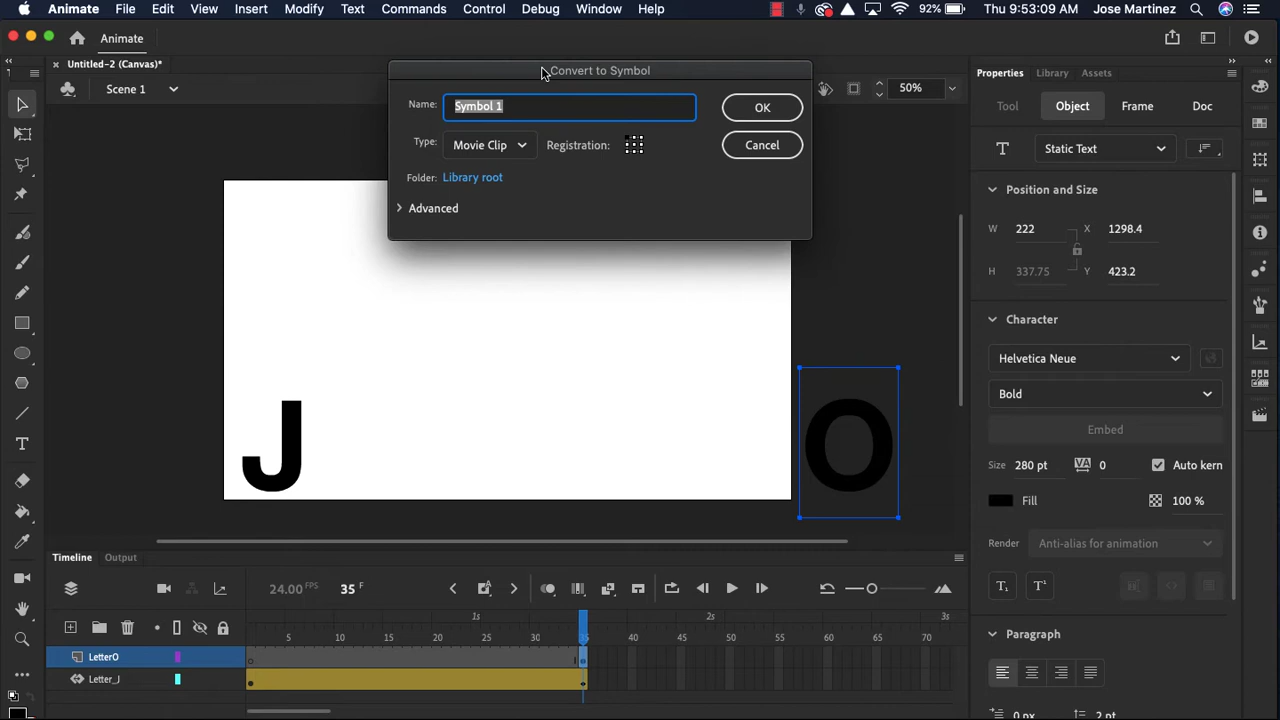 Animate File Edit View Insert Modify Text Commands Control Debug Window Help 92% Thu 9:53:09 AM Jose Martinez
Animate
Untitled-2 (Canvas)*
Scene 1
50%
Convert to Symbol
Name: Symbol 1 OK
Type: Movie Clip Registration: Cancel
Folder: Library root
Advanced
J O
Properties Library Assets
Tool Object Frame Doc
T Static Text
Position and Size
W 222 X 1298.4
H 337.75 Y 423.2
Character
Helvetica Neue
Bold
Embed
Size 280 pt VA 0 Auto kern
Fill 100 %
Render Anti-alias for animation
T₁ T¹
Paragraph
0 px 2 pt
Timeline Output
24.00 FPS 35 F
1s 2s 3s
5 10 15 20 25 30 35 40 45 50 55 60 65 70
LetterO
Letter_J